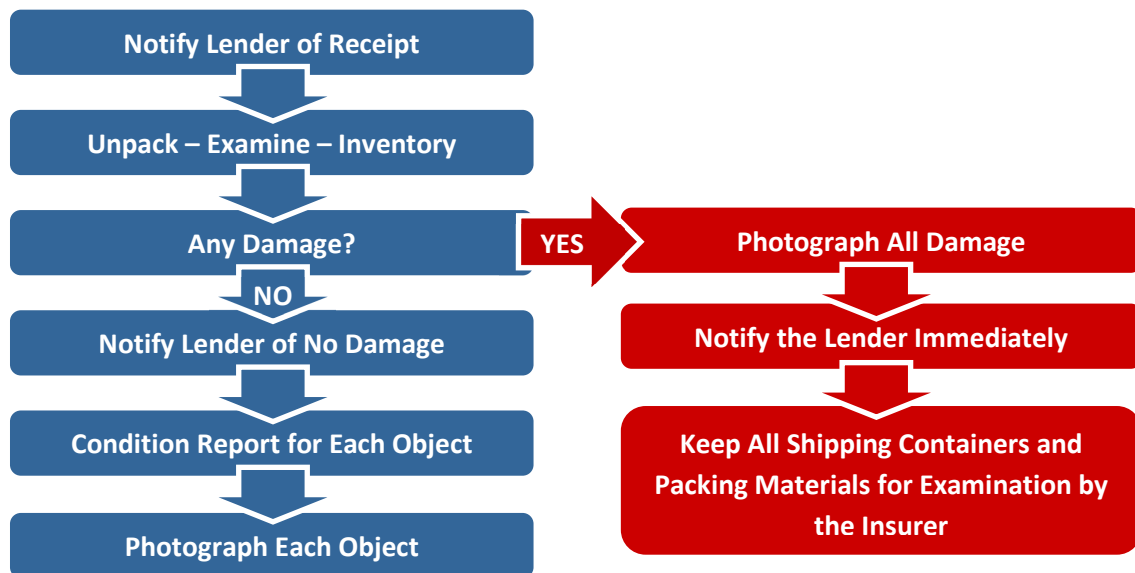 Notify Lender of Receipt
Unpack – Examine – Inventory
Any Damage?
YES
Photograph All Damage
NO
Notify Lender of No Damage
Notify the Lender Immediately
Condition Report for Each Object
Keep All Shipping Containers and
Packing Materials for Examination by
the Insurer
Photograph Each Object